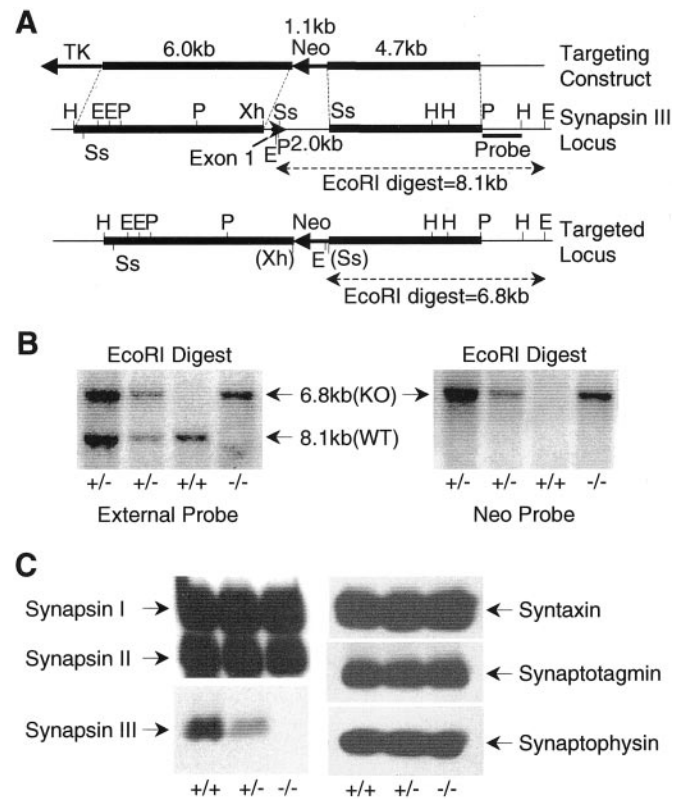 A
TK 6.0kb 1.1kb Neo 4.7kb Targeting Construct
H EE P P Xh Ss Ss H H P H E Synapsin III Locus
Ss Exon 1 E P 2.0kb Probe
EcoRI digest=8.1kb
H EE P P Neo H H P H E Targeted Locus
Ss (Xh) E (Ss)
EcoRI digest=6.8kb
B
EcoRI Digest EcoRI Digest
6.8kb(KO)
8.1kb(WT)
+/- +/- +/+ -/- +/- +/- +/+ -/-
External Probe Neo Probe
C
Synapsin I Syntaxin
Synapsin II Synaptotagmin
Synapsin III Synaptophysin
+/+ +/- -/- +/+ +/- -/-